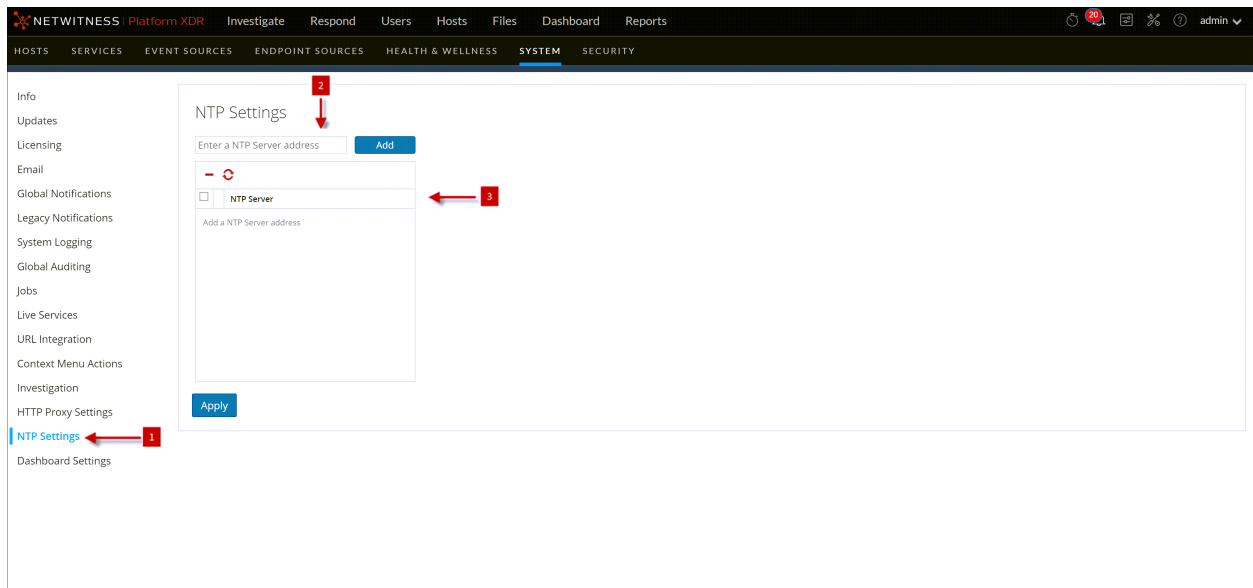 NETWITNESS Platform XDR Investigate Respond Users Hosts Files Dashboard Reports 20 admin
HOSTS SERVICES EVENT SOURCES ENDPOINT SOURCES HEALTH & WELLNESS SYSTEM SECURITY
Info
Updates
Licensing
Email
Global Notifications
Legacy Notifications
System Logging
Global Auditing
Jobs
Live Services
URL Integration
Context Menu Actions
Investigation
HTTP Proxy Settings
NTP Settings 1
Dashboard Settings
2
NTP Settings
Enter a NTP Server address Add
NTP Server 3
Add a NTP Server address
Apply